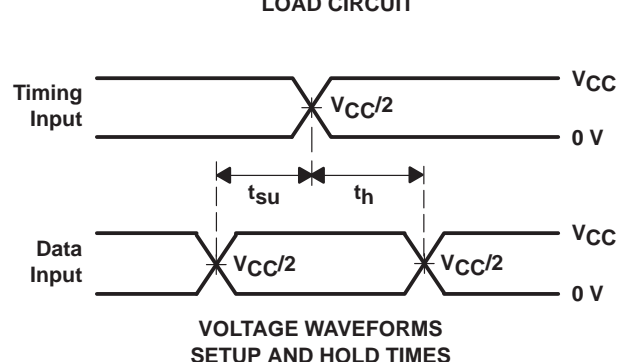 LOAD CIRCUIT
Timing
Input
VCC
VCC/2
0 V
tsu
th
Data
Input
VCC
VCC/2
VCC/2
0 V
VOLTAGE WAVEFORMS
SETUP AND HOLD TIMES